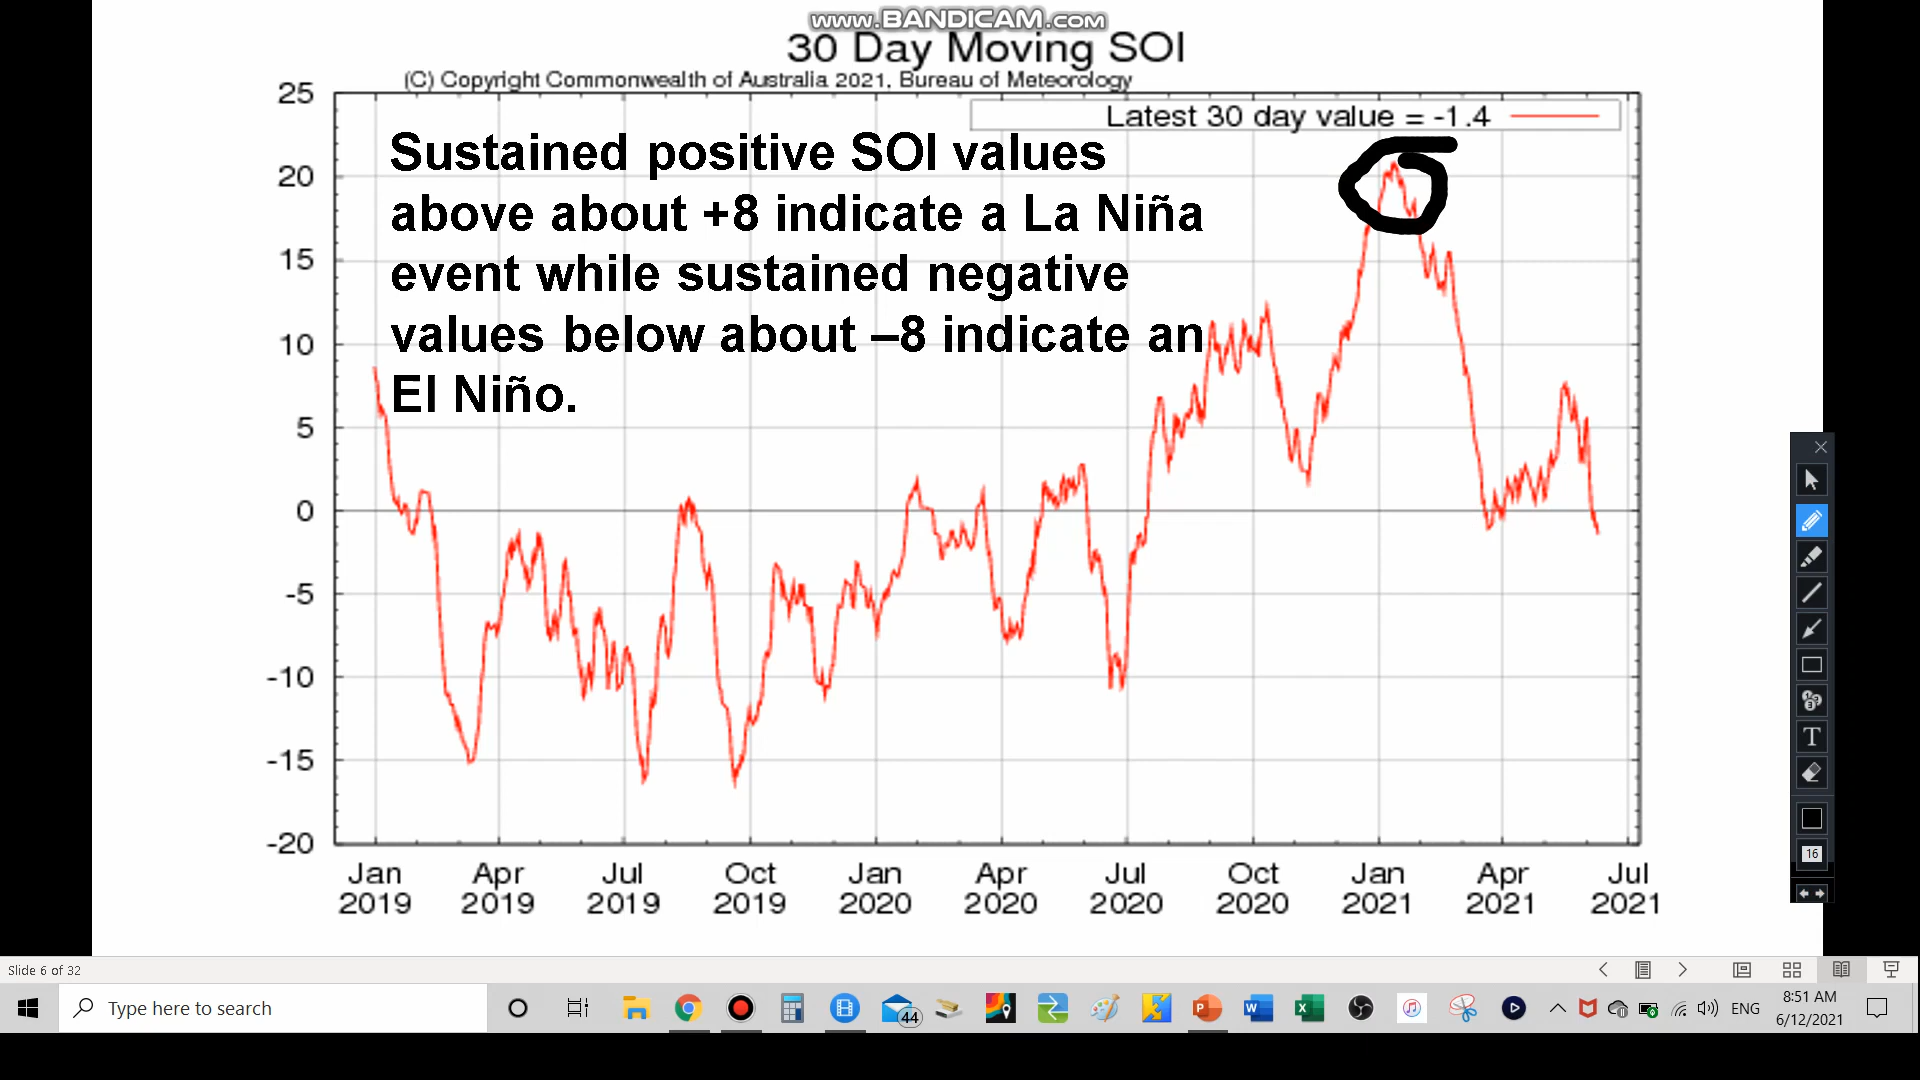 www.BANDICAM.com
30 Day Moving SOI
(C) Copyright Commonwealth of Australia 2021, Bureau of Meteorology
Latest 30 day value = -1.4
Sustained positive SOI values
above about +8 indicate a La Niña
event while sustained negative
values below about –8 indicate an
El Niño.
25
20
15
10
5
0
-5
-10
-15
-20
Jan Apr Jul Oct Jan Apr Jul Oct Jan Apr Jul
2019 2019 2019 2019 2020 2020 2020 2020 2021 2021 2021
T
16
Slide 6 of 32
Type here to search
44
ENG
8:51 AM
6/12/2021